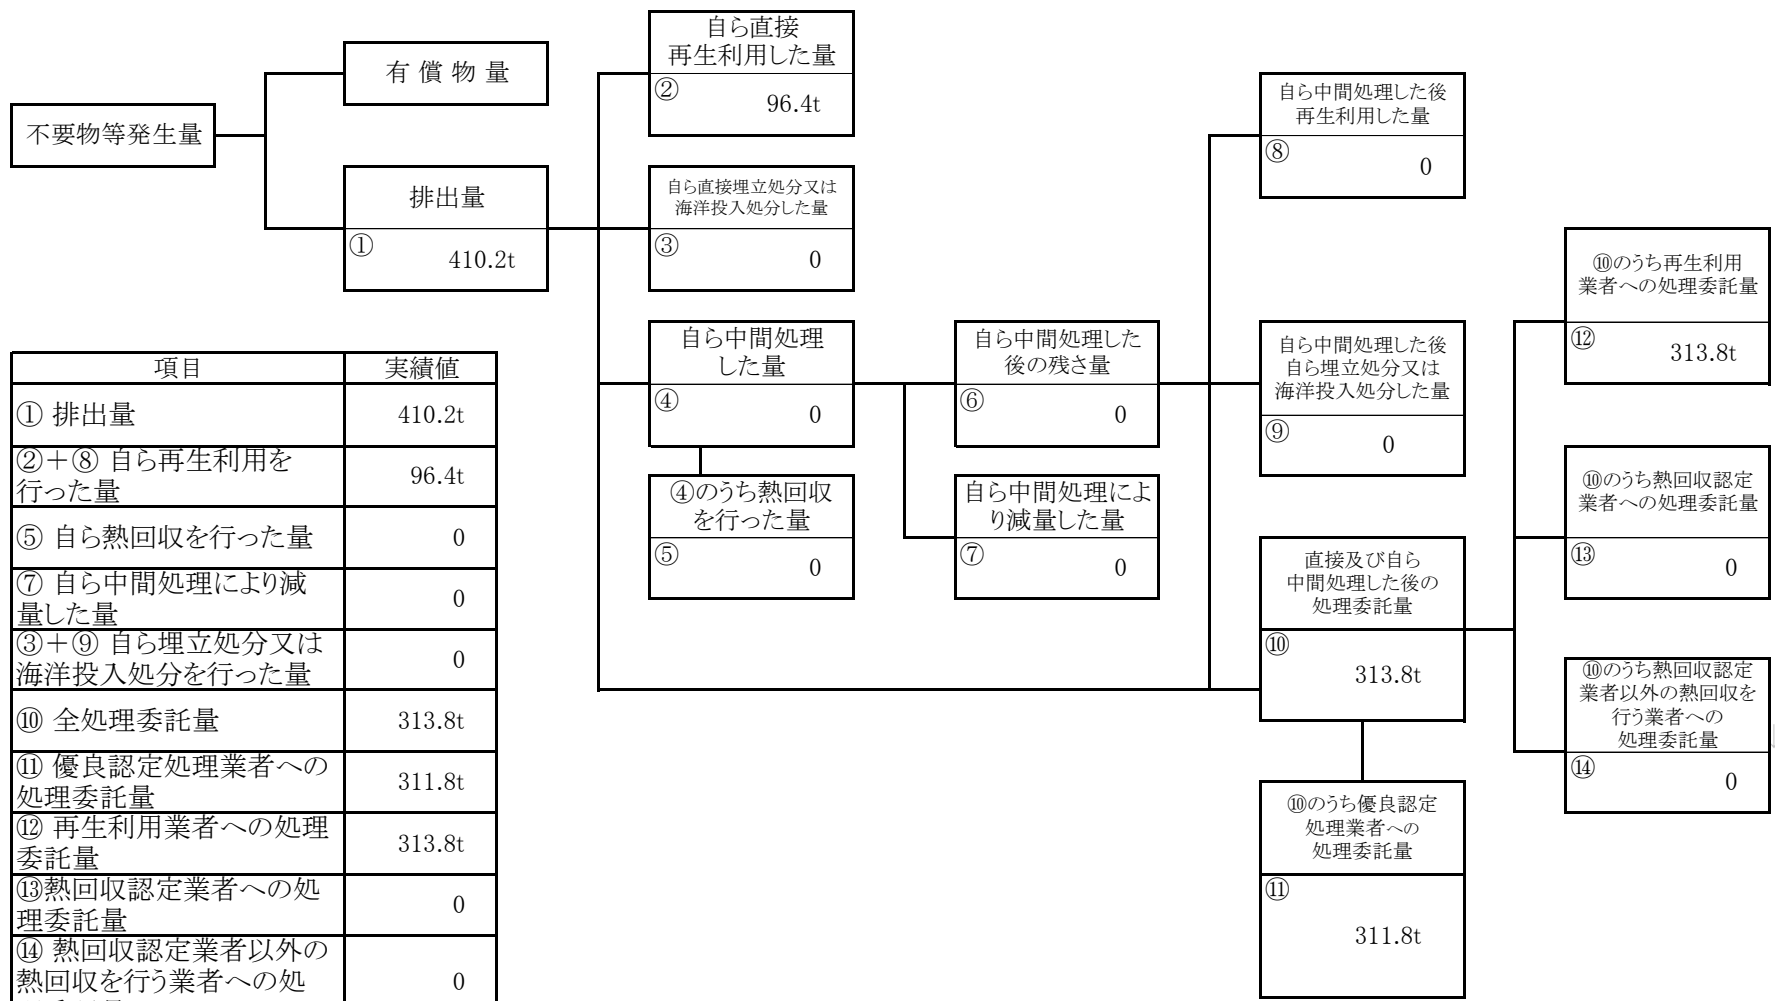 不要物等発生量
有 償 物 量
排出量
①
410.2t
自ら直接
再生利用した量
②
96.4t
自ら直接埋立処分又は
海洋投入処分した量
③
0
自ら中間処理
した量
④
0
④のうち熱回収
を行った量
⑤
0
自ら中間処理した
後の残さ量
⑥
0
自ら中間処理によ
り減量した量
⑦
0
自ら中間処理した後
再生利用した量
⑧
0
自ら中間処理した後
自ら埋立処分又は
海洋投入処分した量
⑨
0
直接及び自ら
中間処理した後の
処理委託量
⑩
313.8t
⑩のうち優良認定
処理業者への
処理委託量
⑪
311.8t
⑩のうち再生利用
業者への処理委託量
⑫
313.8t
⑩のうち熱回収認定
業者への処理委託量
⑬
0
⑩のうち熱回収認定
業者以外の熱回収を
行う業者への
処理委託量
⑭
0
項目 実績値
① 排出量 410.2t
②+⑧ 自ら再生利用を
行った量 96.4t
⑤ 自ら熱回収を行った量 0
⑦ 自ら中間処理により減
量した量 0
③+⑨ 自ら埋立処分又は
海洋投入処分を行った量 0
⑩ 全処理委託量 313.8t
⑪ 優良認定処理業者への
処理委託量 311.8t
⑫ 再生利用業者への処理
委託量 313.8t
⑬熱回収認定業者への処
理委託量 0
⑭ 熱回収認定業者以外の
熱回収を行う業者への処 0